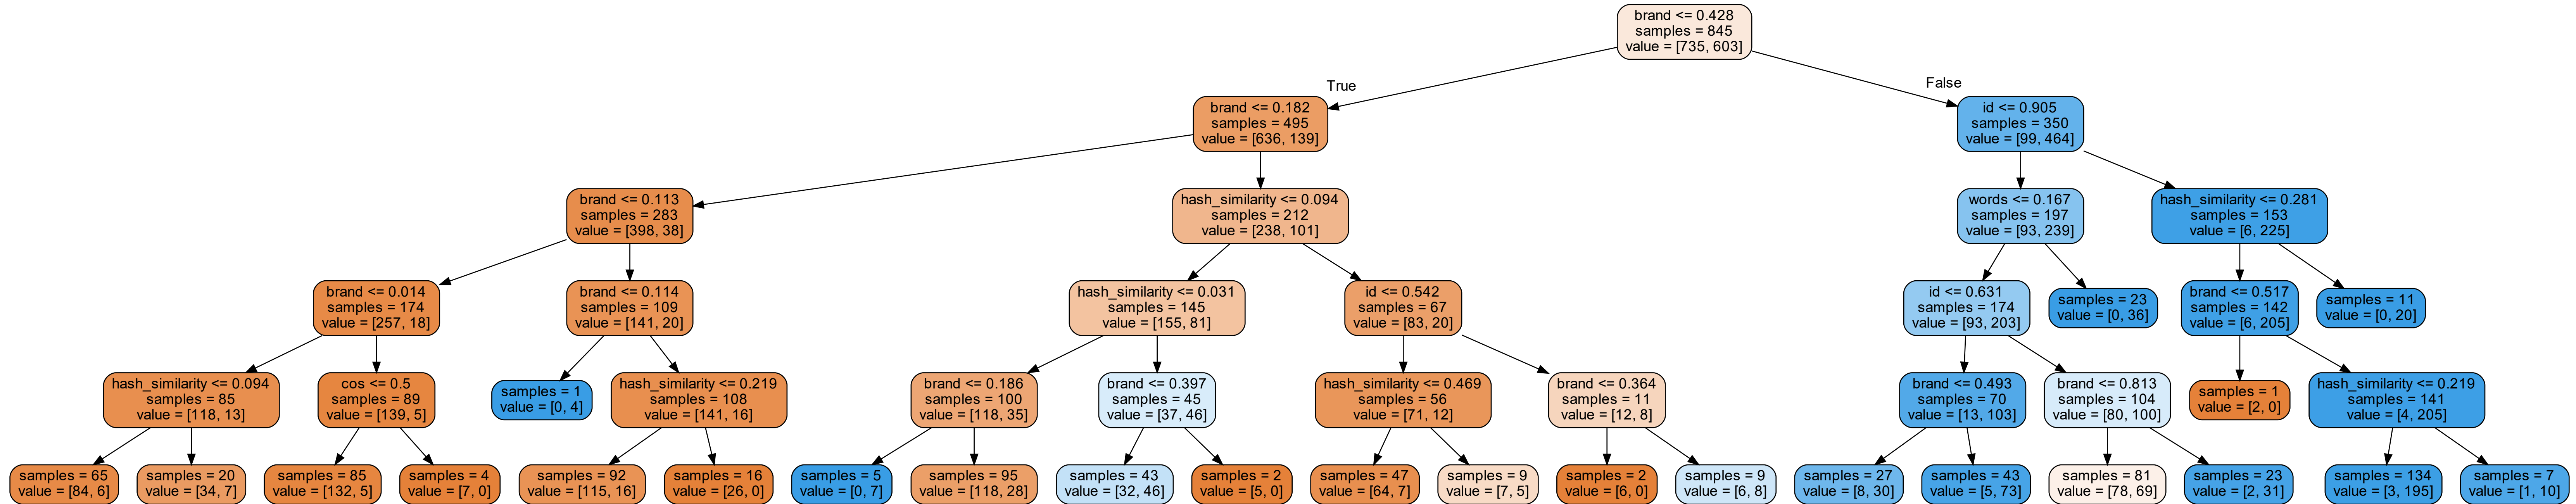 brand <= 0.428
samples = 845
value = [735, 603]
True
False
brand <= 0.182
samples = 495
value = [636, 139]
id <= 0.905
samples = 350
value = [99, 464]
brand <= 0.113
samples = 283
value = [398, 38]
hash_similarity <= 0.094
samples = 212
value = [238, 101]
words <= 0.167
samples = 197
value = [93, 239]
hash_similarity <= 0.281
samples = 153
value = [6, 225]
brand <= 0.014
samples = 174
value = [257, 18]
brand <= 0.114
samples = 109
value = [141, 20]
hash_similarity <= 0.031
samples = 145
value = [155, 81]
id <= 0.542
samples = 67
value = [83, 20]
id <= 0.631
samples = 174
value = [93, 203]
samples = 23
value = [0, 36]
brand <= 0.517
samples = 142
value = [6, 205]
samples = 11
value = [0, 20]
hash_similarity <= 0.094
samples = 85
value = [118, 13]
cos <= 0.5
samples = 89
value = [139, 5]
samples = 1
value = [0, 4]
hash_similarity <= 0.219
samples = 108
value = [141, 16]
brand <= 0.186
samples = 100
value = [118, 35]
brand <= 0.397
samples = 45
value = [37, 46]
hash_similarity <= 0.469
samples = 56
value = [71, 12]
brand <= 0.364
samples = 11
value = [12, 8]
brand <= 0.493
samples = 70
value = [13, 103]
brand <= 0.813
samples = 104
value = [80, 100]
samples = 1
value = [2, 0]
hash_similarity <= 0.219
samples = 141
value = [4, 205]
samples = 65
value = [84, 6]
samples = 20
value = [34, 7]
samples = 85
value = [132, 5]
samples = 4
value = [7, 0]
samples = 92
value = [115, 16]
samples = 16
value = [26, 0]
samples = 5
value = [0, 7]
samples = 95
value = [118, 28]
samples = 43
value = [32, 46]
samples = 2
value = [5, 0]
samples = 47
value = [64, 7]
samples = 9
value = [7, 5]
samples = 2
value = [6, 0]
samples = 9
value = [6, 8]
samples = 27
value = [8, 30]
samples = 43
value = [5, 73]
samples = 81
value = [78, 69]
samples = 23
value = [2, 31]
samples = 134
value = [3, 195]
samples = 7
value = [1, 10]